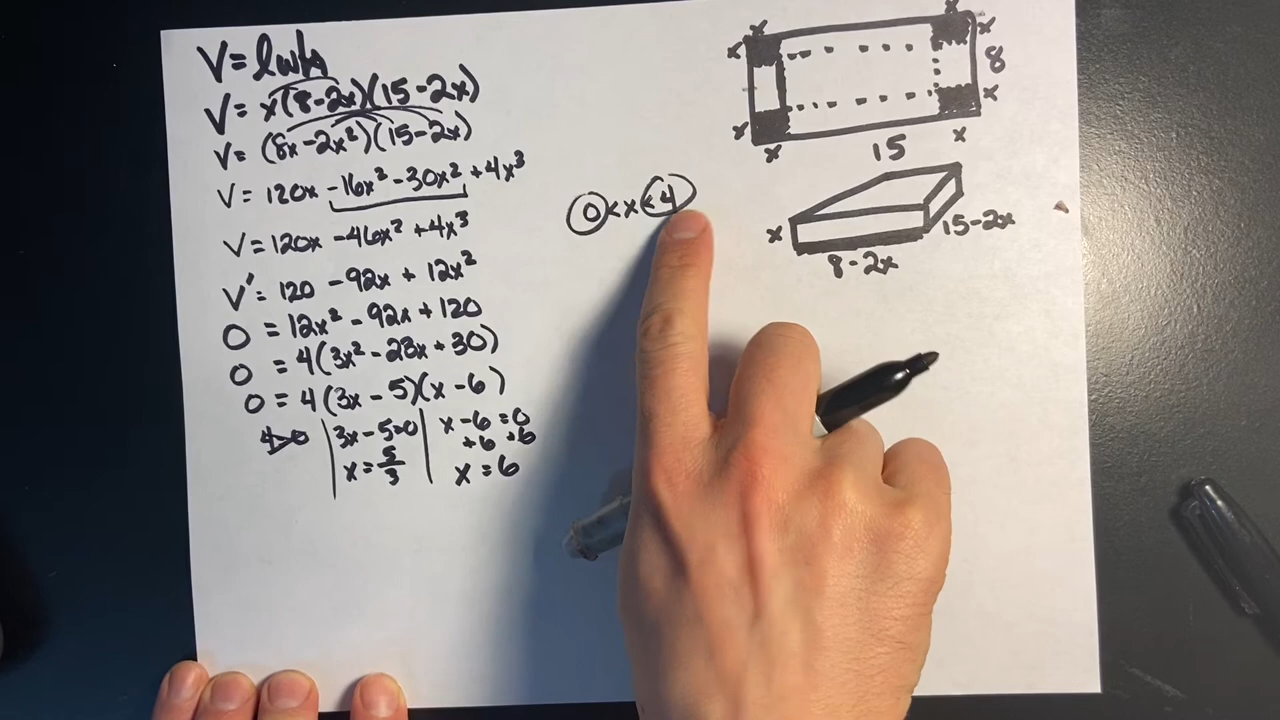 V = lwh
V = x(8-2x)(15-2x)
V = (8x-2x²)(15-2x)
V = 120x -16x² -30x² +4x³
V = 120x -46x² +4x³
V' = 120 -92x + 12x²
0 = 12x² - 92x + 120
0 = 4(3x² - 23x + 30)
0 = 4(3x - 5)(x - 6)
3x - 5=0
x = 5/3
x - 6 = 0
+6 +6
x = 6
0 < x < 4
x x
x x
8
x x
x x
15
x
15-2x
8-2x